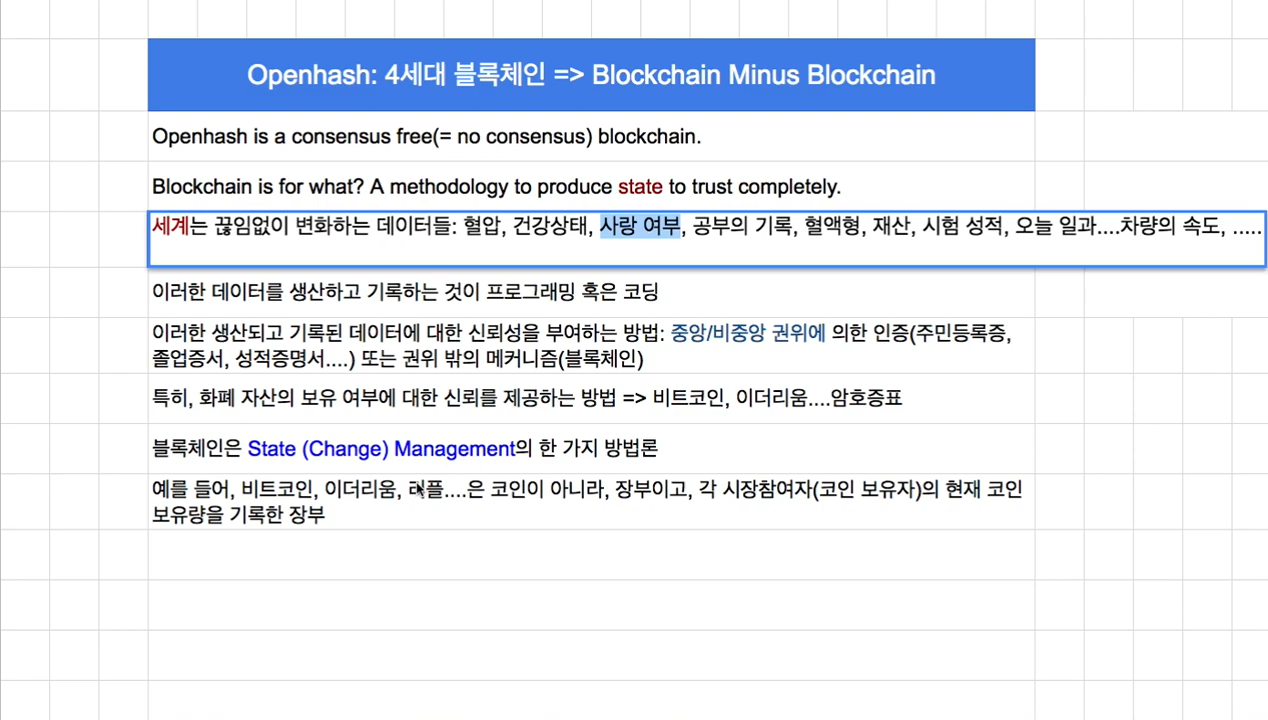 Openhash: 4세대 블록체인 => Blockchain Minus Blockchain
Openhash is a consensus free(= no consensus) blockchain.
Blockchain is for what? A methodology to produce state to trust completely.
세계는 끊임없이 변화하는 데이터들: 혈압, 건강상태, 사랑 여부, 공부의 기록, 혈액형, 재산, 시험 성적, 오늘 일과....차량의 속도, .....
이러한 데이터를 생산하고 기록하는 것이 프로그래밍 혹은 코딩
이러한 생산되고 기록된 데이터에 대한 신뢰성을 부여하는 방법: 중앙/비중앙 권위에 의한 인증(주민등록증,
졸업증서, 성적증명서....) 또는 권위 밖의 메커니즘(블록체인)
특히, 화폐 자산의 보유 여부에 대한 신뢰를 제공하는 방법 => 비트코인, 이더리움....암호증표
블록체인은 State (Change) Management의 한 가지 방법론
예를 들어, 비트코인, 이더리움, 리플....은 코인이 아니라, 장부이고, 각 시장참여자(코인 보유자)의 현재 코인
보유량을 기록한 장부